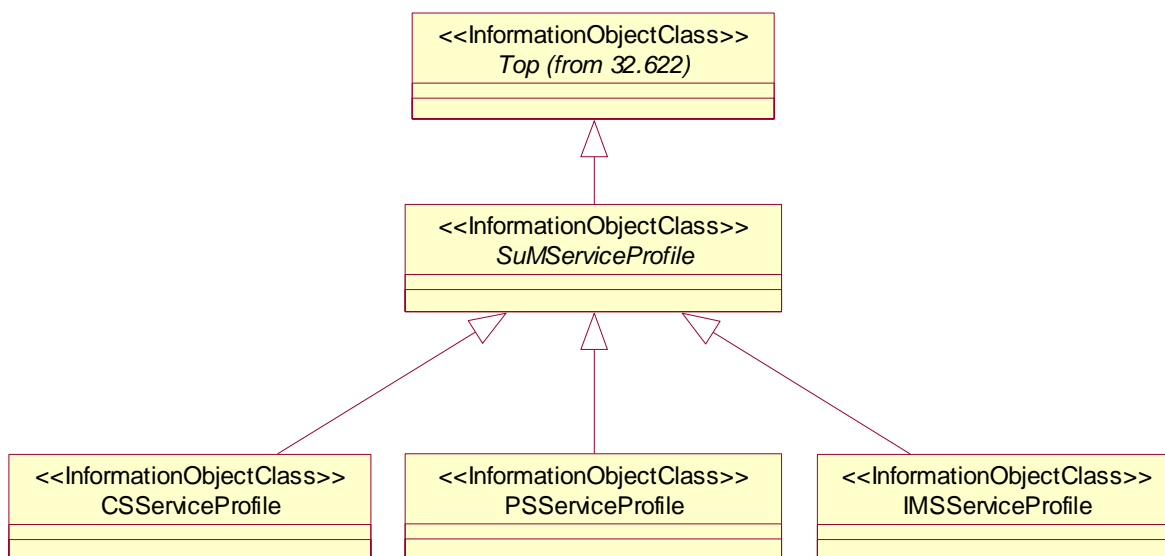 <<InformationObjectClass>>
Top (from 32.622)
<<InformationObjectClass>>
SuMServiceProfile
<<InformationObjectClass>>
CSServiceProfile
<<InformationObjectClass>>
PSServiceProfile
<<InformationObjectClass>>
IMSServiceProfile